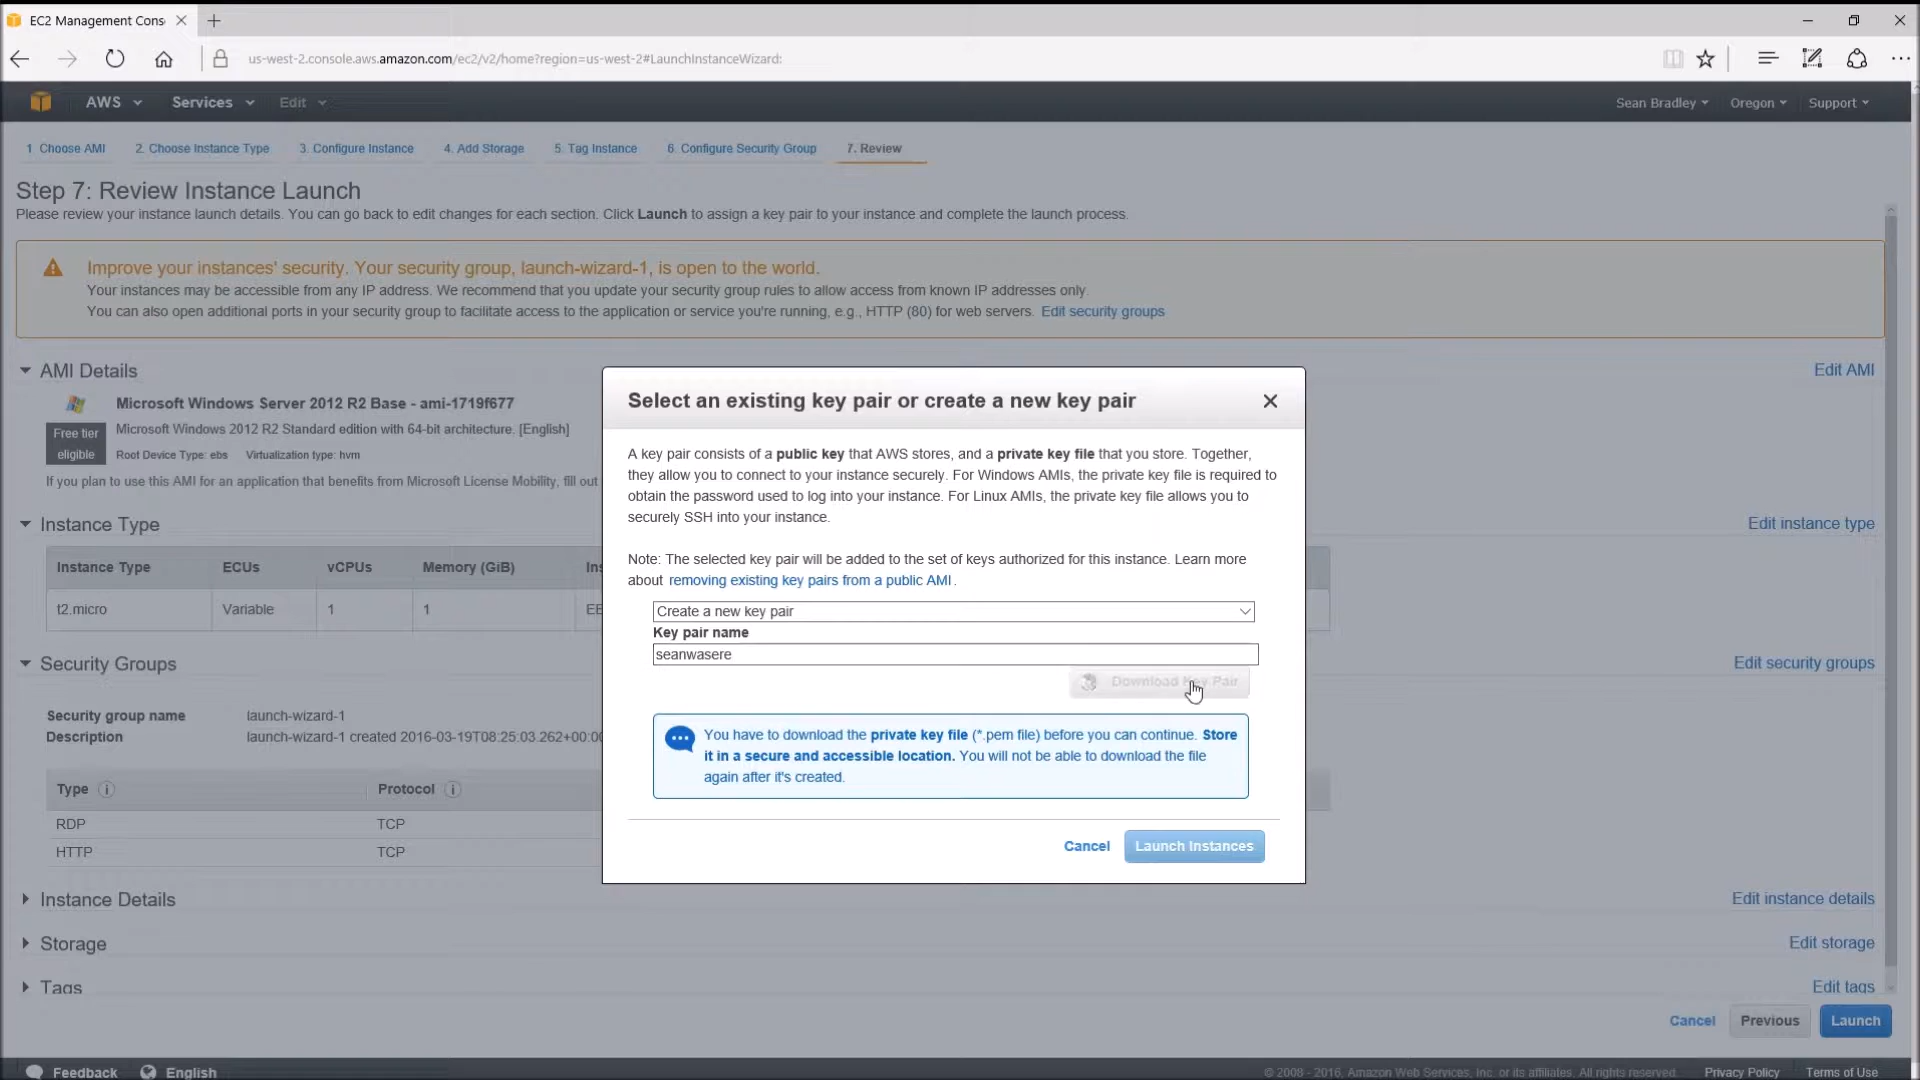 EC2 Management Cons
us-west-2.console.aws.amazon.com/ec2/v2/home?region=us-west-2#LaunchInstanceWizard:
AWS Services Edit Sean Bradley Oregon Support
1 Choose AMI 2. Choose Instance Type 3. Configure Instance 4. Add Storage 5. Tag Instance 6. Configure Security Group 7. Review
Step 7: Review Instance Launch
Please review your instance launch details. You can go back to edit changes for each section. Click Launch to assign a key pair to your instance and complete the launch process.
Improve your instances' security. Your security group, launch-wizard-1, is open to the world.
Your instances may be accessible from any IP address. We recommend that you update your security group rules to allow access from known IP addresses only.
You can also open additional ports in your security group to facilitate access to the application or service you're running, e.g., HTTP (80) for web servers. Edit security groups
AMI Details Edit AMI
Microsoft Windows Server 2012 R2 Base - ami-1719f677
Free tier eligible
Microsoft Windows 2012 R2 Standard edition with 64-bit architecture. [English]
Root Device Type: ebs Virtualization type: hvm
If you plan to use this AMI for an application that benefits from Microsoft License Mobility, fill out
Instance Type Edit instance type
Instance Type ECUs vCPUs Memory (GiB) Ins
t2.micro Variable 1 1 EE
Security Groups Edit security groups
Security group name launch-wizard-1
Description launch-wizard-1 created 2016-03-19T08:25:03.262+00:00
Type Protocol
RDP TCP
HTTP TCP
Instance Details Edit instance details
Storage Edit storage
Tags Edit tags
Select an existing key pair or create a new key pair
A key pair consists of a public key that AWS stores, and a private key file that you store. Together,
they allow you to connect to your instance securely. For Windows AMIs, the private key file is required to
obtain the password used to log into your instance. For Linux AMIs, the private key file allows you to
securely SSH into your instance.
Note: The selected key pair will be added to the set of keys authorized for this instance. Learn more
about removing existing key pairs from a public AMI.
Create a new key pair
Key pair name
seanwasere
Download Key Pair
You have to download the private key file (*.pem file) before you can continue. Store
it in a secure and accessible location. You will not be able to download the file
again after it's created.
Cancel Launch Instances
Cancel Previous Launch
Feedback English © 2008 - 2016, Amazon Web Services, Inc. or its affiliates. All rights reserved. Privacy Policy Terms of Use